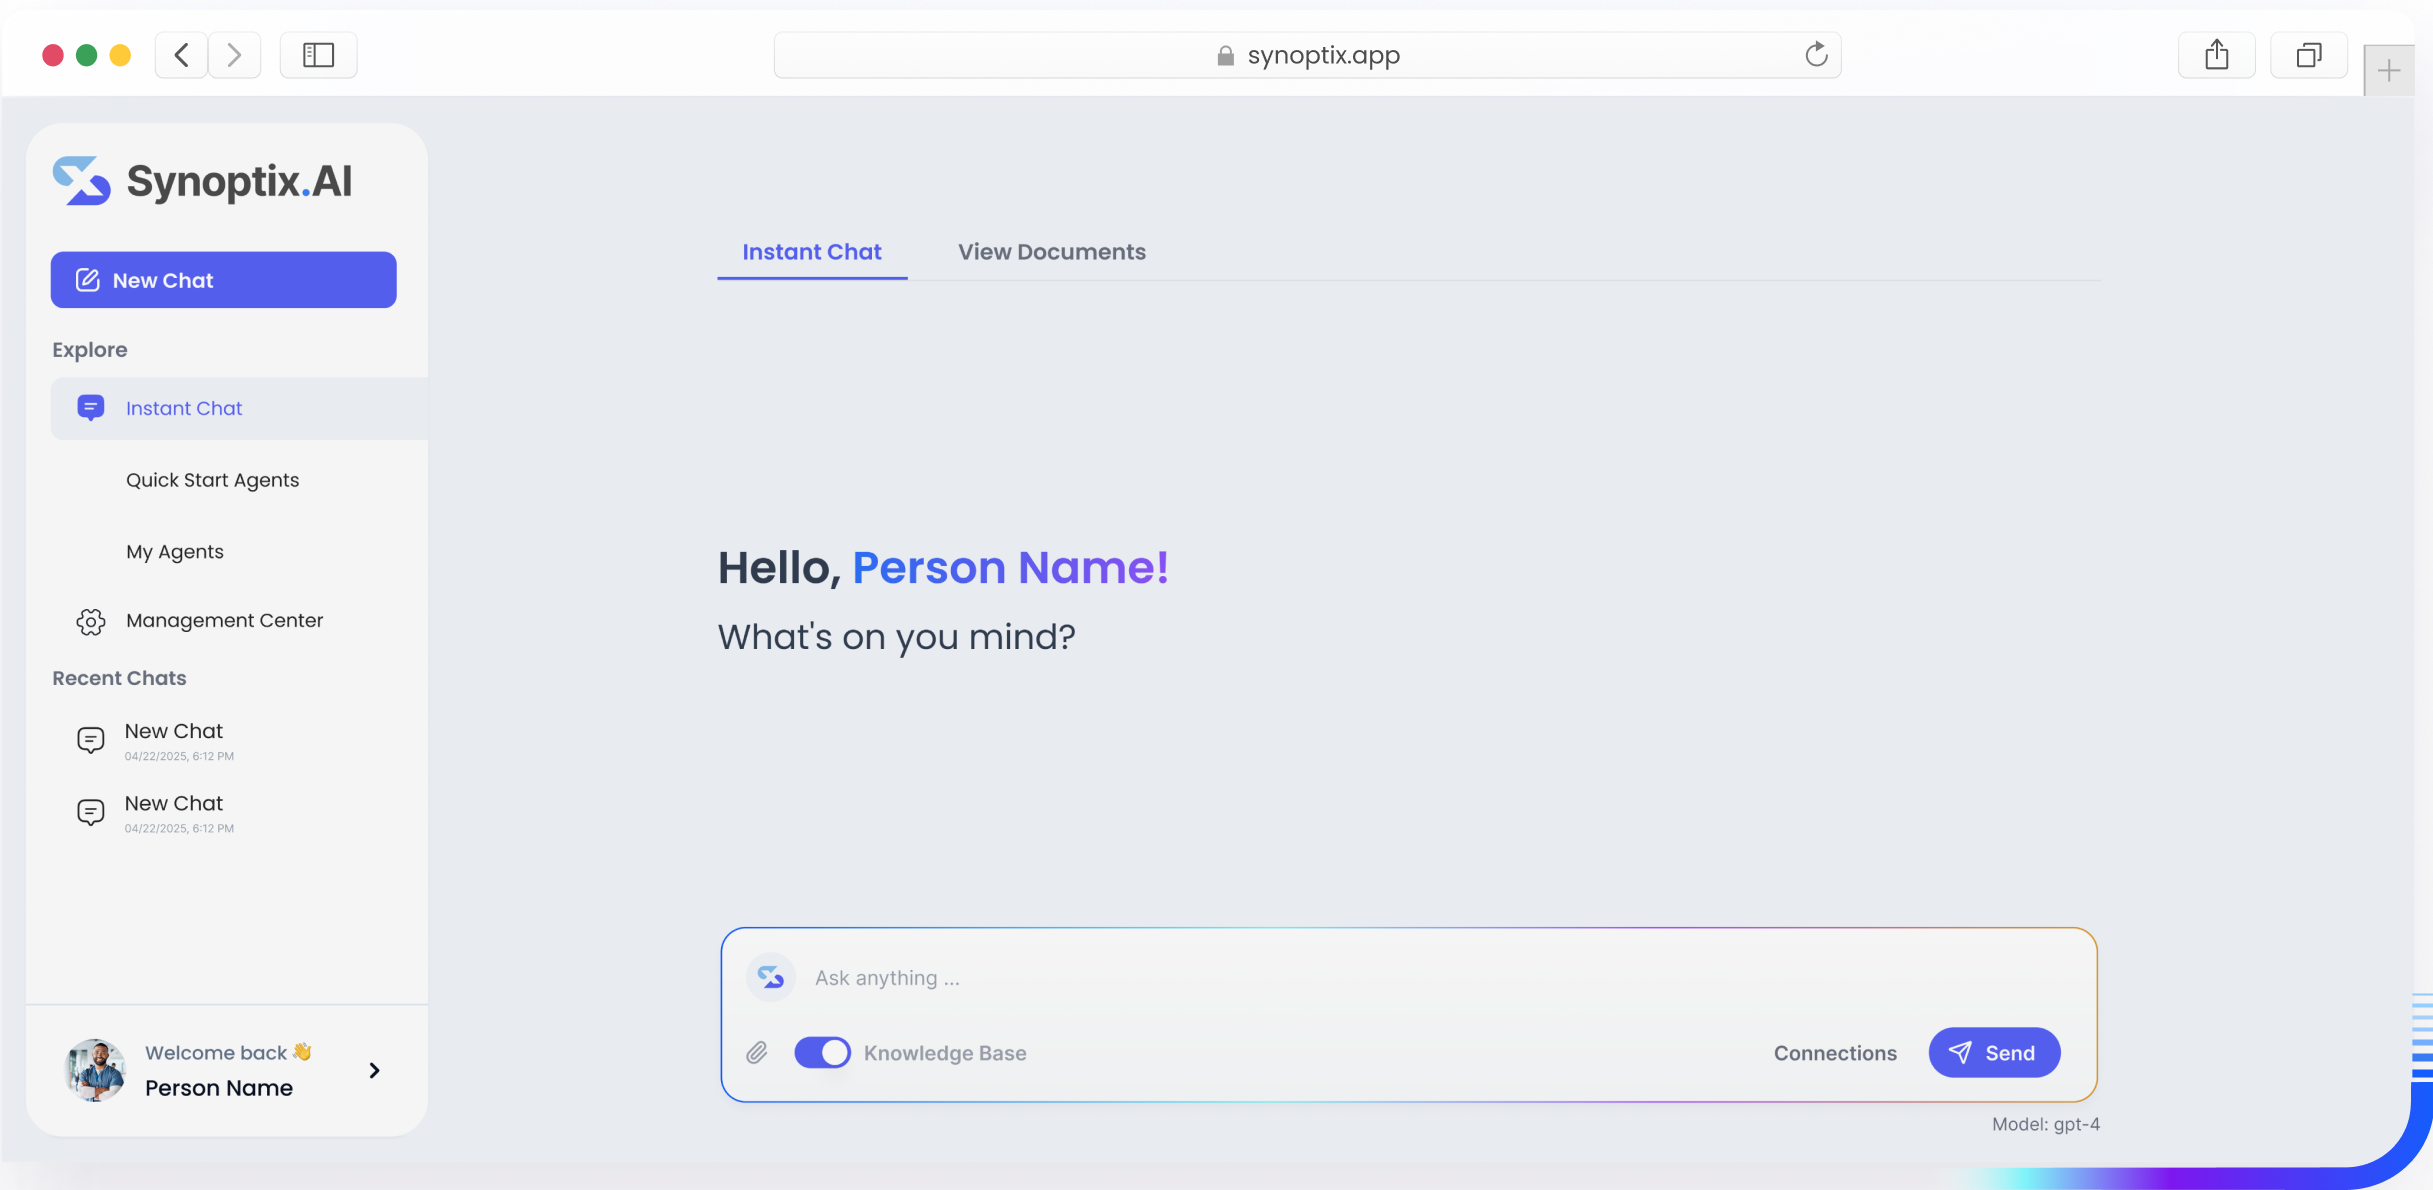 synoptix.app
Synoptix.AI
New Chat
Explore
Instant Chat
Quick Start Agents
My Agents
Management Center
Recent Chats
New Chat
04/22/2025, 6:12 PM
New Chat
04/22/2025, 6:12 PM
Welcome back 👋
Person Name
Instant Chat
View Documents
Hello, Person Name!
What's on you mind?
Ask anything ...
Knowledge Base
Connections
Send
Model: gpt-4